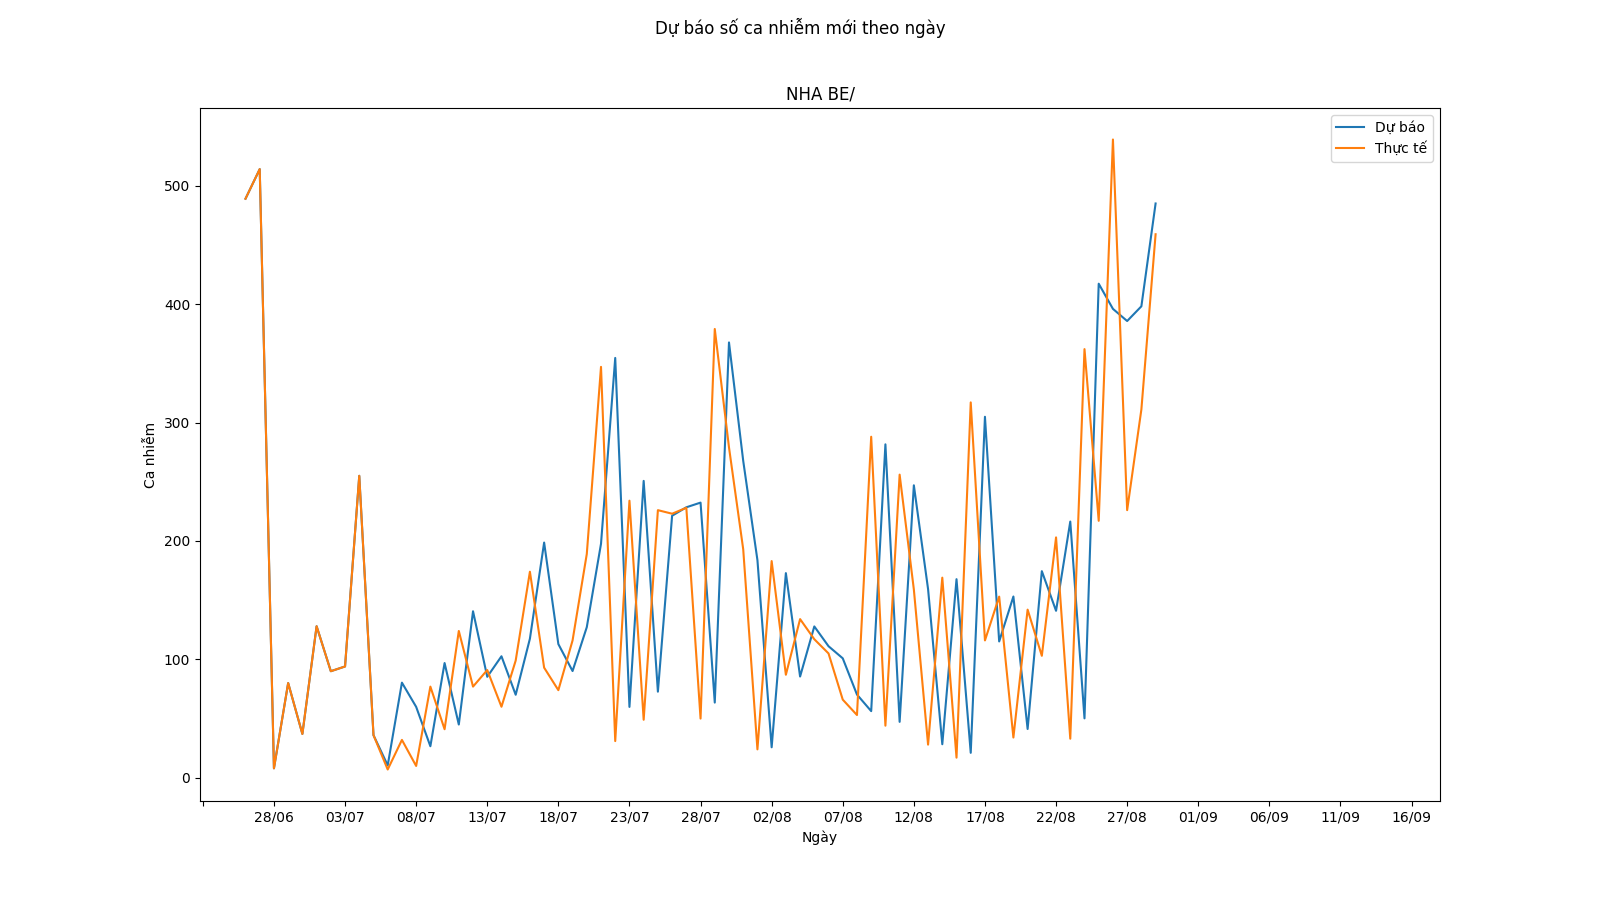 Dự báo số ca nhiễm mới theo ngày
NHA BE/
Dự báo
Thực tế
500
400
300
200
100
0
Ca nhiễm
28/06 03/07 08/07 13/07 18/07 23/07 28/07 02/08 07/08 12/08 17/08 22/08 27/08 01/09 06/09 11/09 16/09
Ngày